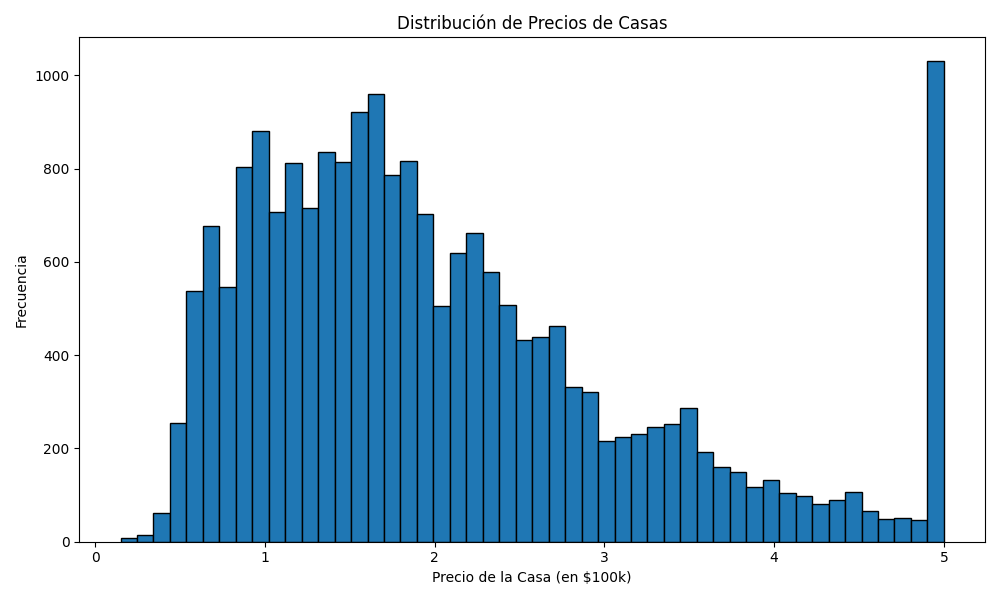 Distribución de Precios de Casas
1000
800
600
400
200
0
Frecuencia
0 1 2 3 4 5
Precio de la Casa (en $100k)